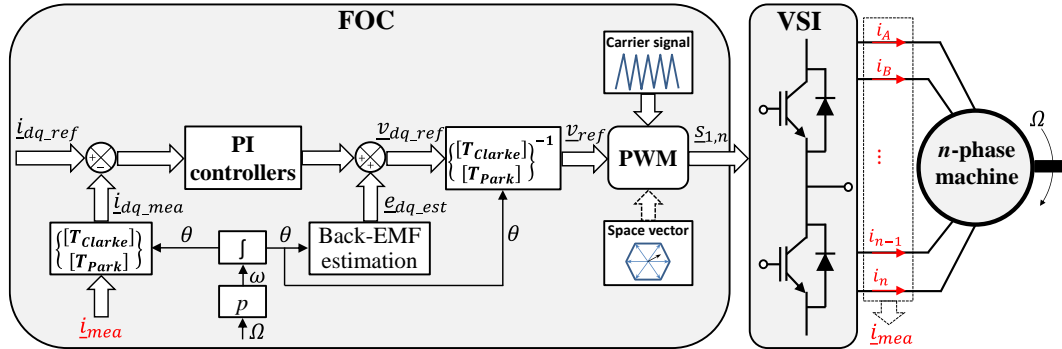 FOC
VSI
Carrier signal
i_A
i_B
i_dq_ref
+
+
PI
controllers
v_dq_ref
+
+
{[T_Clarke]
[T_Park]}^-1
v_ref
PWM
s_1,n
Ω
n-phase
machine
⋮
i_dq_mea
e_dq_est
{[T_Clarke]
[T_Park]}
θ
∫
θ
Back-EMF
estimation
θ
Space vector
i_n-1
i_n
ω
p
Ω
i_mea
i_mea